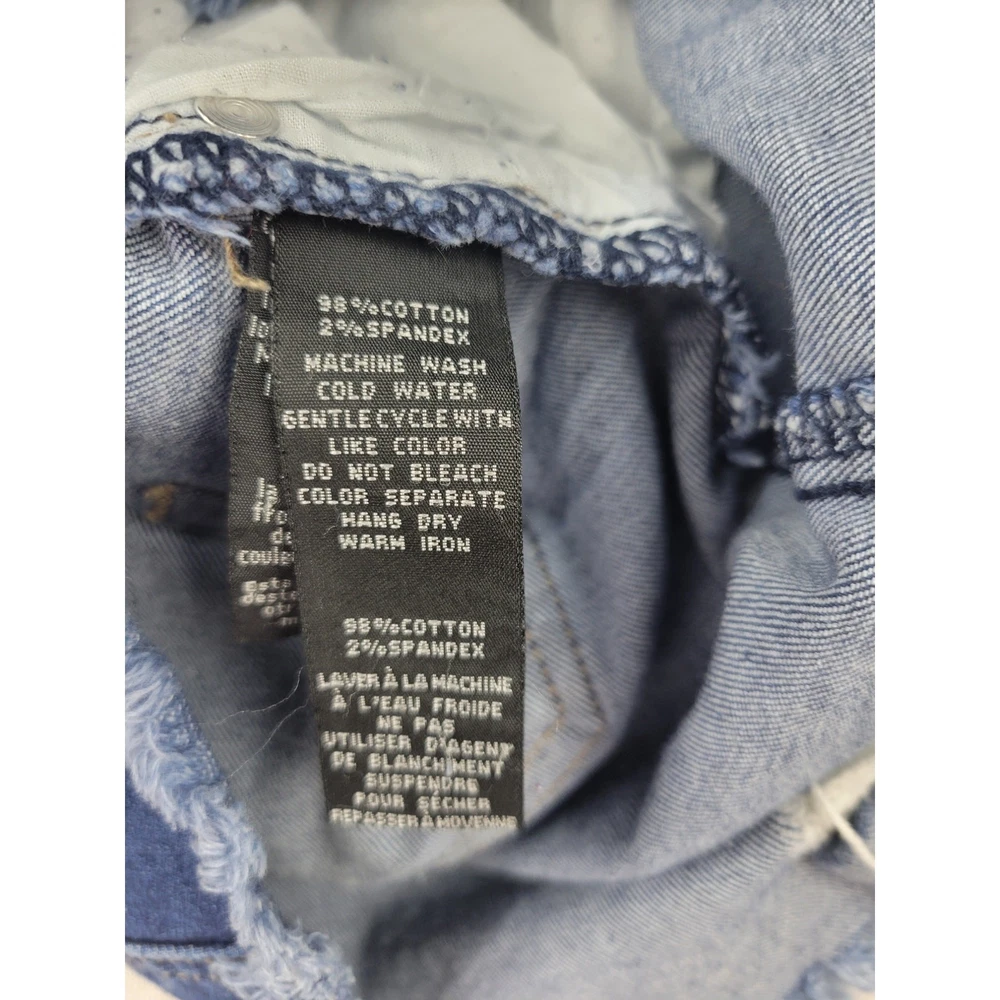 98%COTTON
2%SPANDEX
MACHINE WASH
COLD WATER
GENTLE CYCLE WITH
LIKE COLOR
DO NOT BLEACH
COLOR SEPARATE
HANG DRY
WARM IRON
98%COTTON
2%SPANDEX
LAVER À LA MACHINE
À L'EAU FROIDE
NE PAS
UTILISER D'AGENT
DE BLANCHIMENT
SUSPENDRE
POUR SÉCHER
REPASSER À MOYENNE